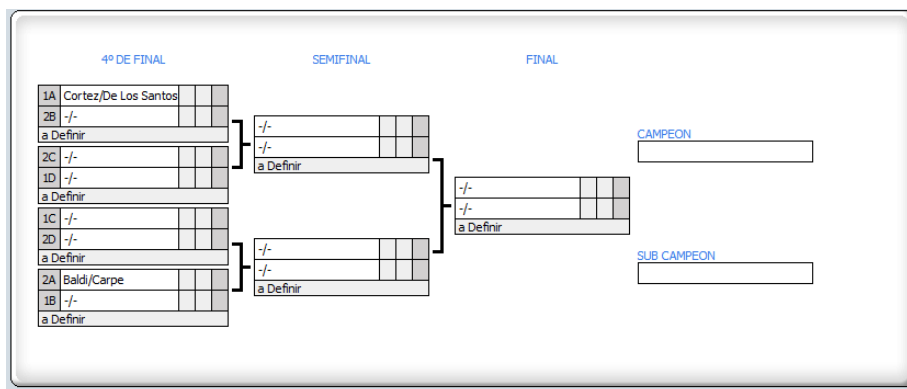 4º DE FINAL
SEMIFINAL
FINAL
1A Cortez/De Los Santos
2B -/-
a Definir
2C -/-
1D -/-
a Definir
1C -/-
2D -/-
a Definir
2A Baldi/Carpe
1B -/-
a Definir
-/-
-/-
a Definir
-/-
-/-
a Definir
-/-
-/-
a Definir
CAMPEON
SUB CAMPEON